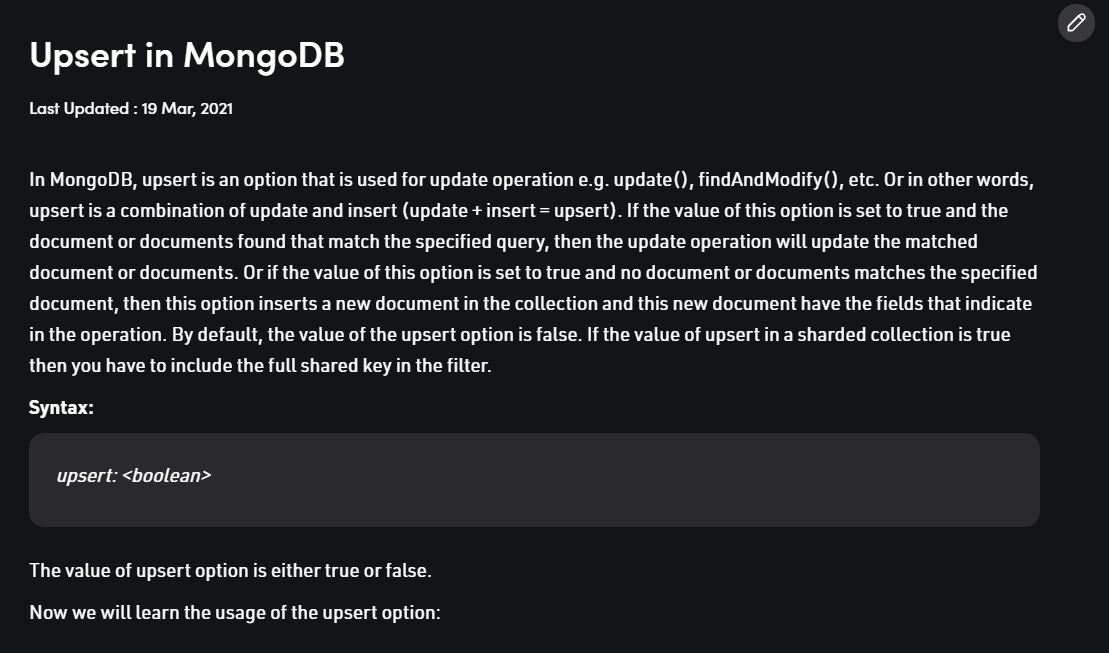 Upsert in MongoDB
Last Updated : 19 Mar, 2021
In MongoDB, upsert is an option that is used for update operation e.g. update(), findAndModify(), etc. Or in other words,
upsert is a combination of update and insert (update + insert = upsert). If the value of this option is set to true and the
document or documents found that match the specified query, then the update operation will update the matched
document or documents. Or if the value of this option is set to true and no document or documents matches the specified
document, then this option inserts a new document in the collection and this new document have the fields that indicate
in the operation. By default, the value of the upsert option is false. If the value of upsert in a sharded collection is true
then you have to include the full shared key in the filter.
Syntax:
upsert: <boolean>
The value of upsert option is either true or false.
Now we will learn the usage of the upsert option: